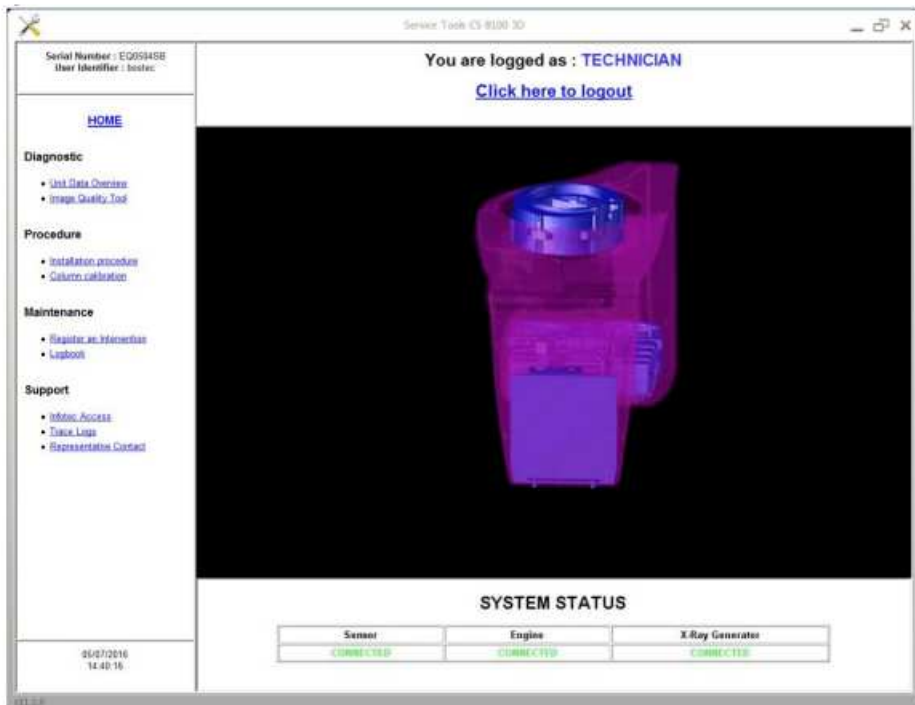 Service Tools CS 8100 3D
Serial Number :
User Identifier :
You are logged as : TECHNICIAN
Click here to logout
HOME
Diagnostic
Unit Data Overview
Image Quality Tool
Procedure
Installation procedure
Column calibration
Maintenance
Register an Intervention
Logbook
Support
Infotec Access
Trace Logs
Representative Contact
SYSTEM STATUS
Sensor Engine X-Ray Generator
CONNECTED CONNECTED CONNECTED
05/07/2016
14:40:16